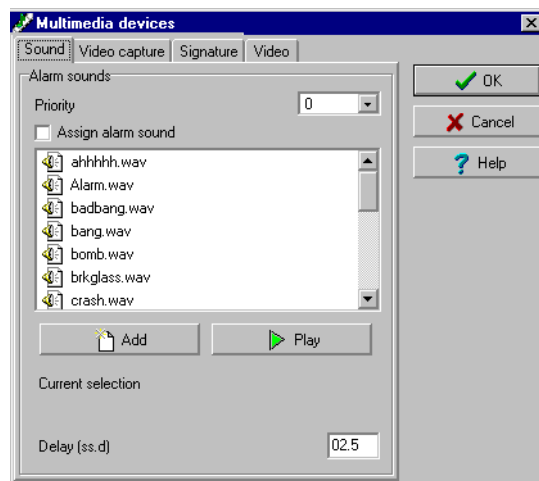 Multimedia devices
Sound Video capture Signature Video
Alarm sounds
Priority 0
Assign alarm sound
ahhhhh.wav
Alarm.wav
badbang.wav
bang.wav
bomb.wav
brkglass.wav
crash.wav
Add Play
Current selection
Delay (ss.d) 02.5
OK
Cancel
Help